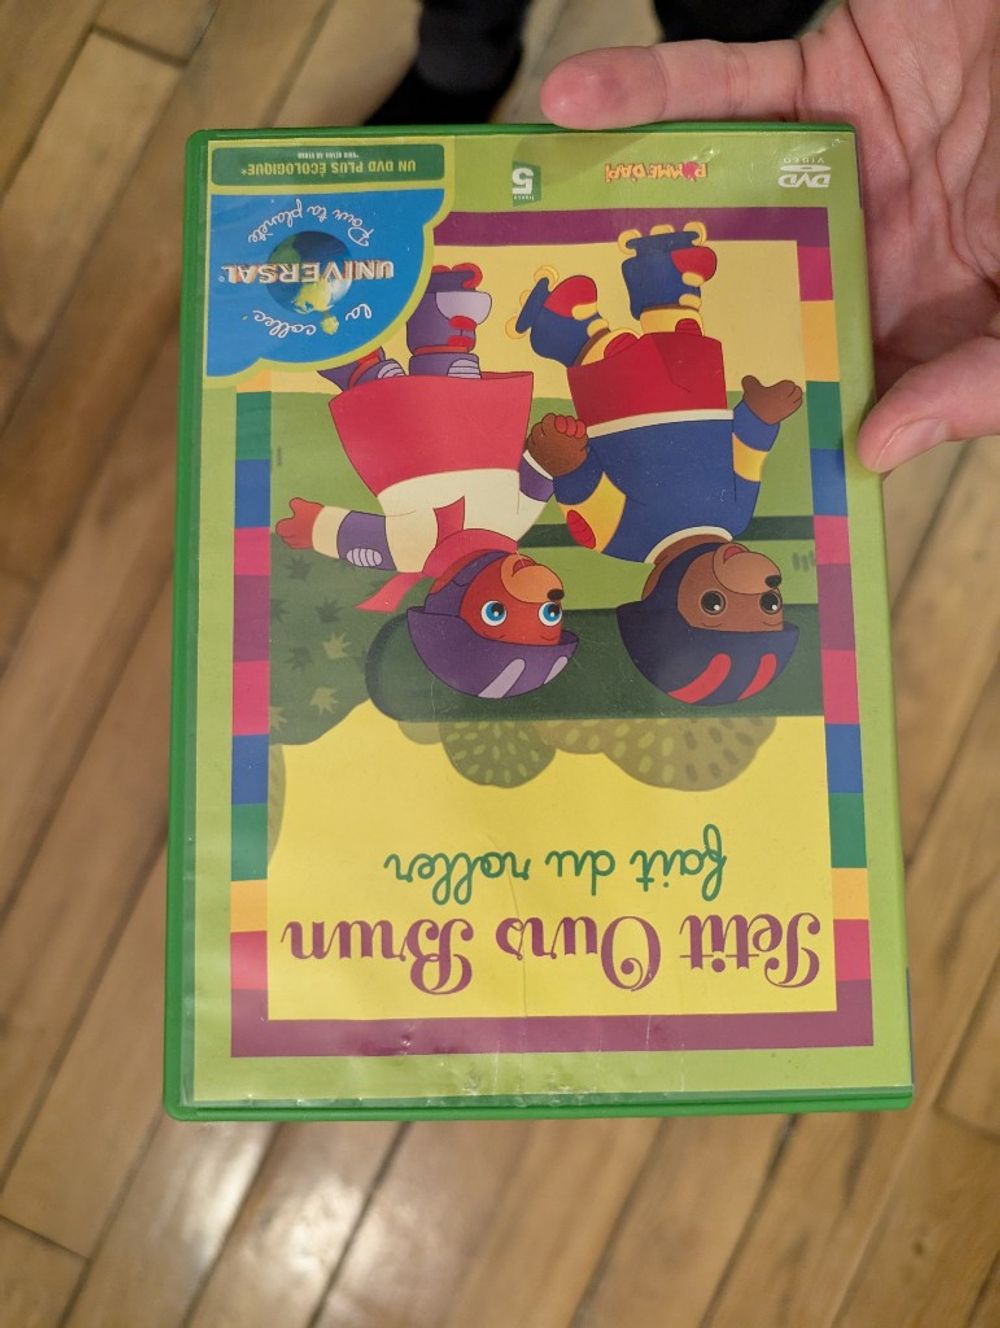 Petit Ours Brun
fait du roller
la collec'
UNIVERSAL
Pour ta planète
UN DVD PLUS ÉCOLOGIQUE*
5
POMME D'API
DVD
VIDEO